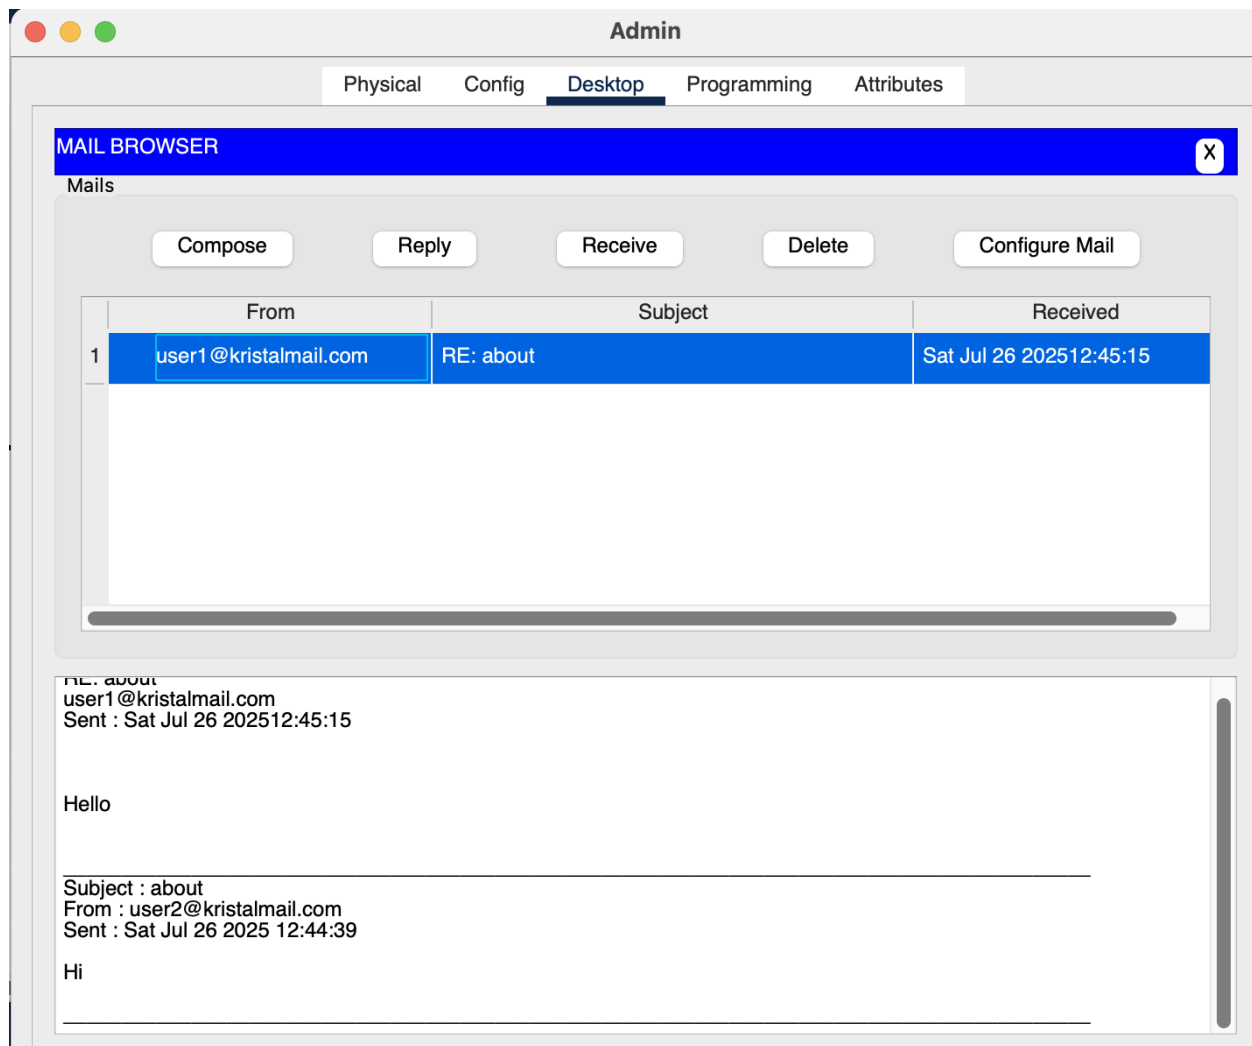 Admin
Physical Config Desktop Programming Attributes
MAIL BROWSER X
Mails
Compose Reply Receive Delete Configure Mail
From Subject Received
1 user1@kristalmail.com RE: about Sat Jul 26 202512:45:15
RE: about
user1@kristalmail.com
Sent : Sat Jul 26 202512:45:15
Hello
Subject : about
From : user2@kristalmail.com
Sent : Sat Jul 26 2025 12:44:39
Hi